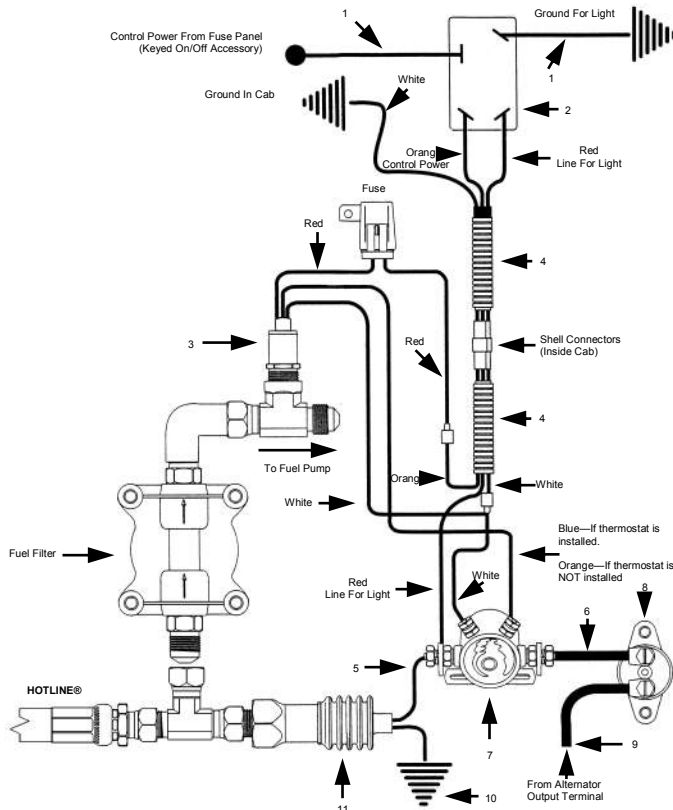 1
Ground For Light
Control Power From Fuse Panel
(Keyed On/Off Accessory)
1
White
Ground In Cab
2
Orang
Control Power
Red
Line For Light
Fuse
Red
4
3
Shell Connectors
(Inside Cab)
Red
4
To Fuel Pump
Orang
White
White
Blue—If thermostat is
installed.
Fuel Filter
Orange—If thermostat is
NOT installed
Red
Line For Light
White
8
6
5
HOTLINE®
7
9
10
From Alternator
Output Terminal
11